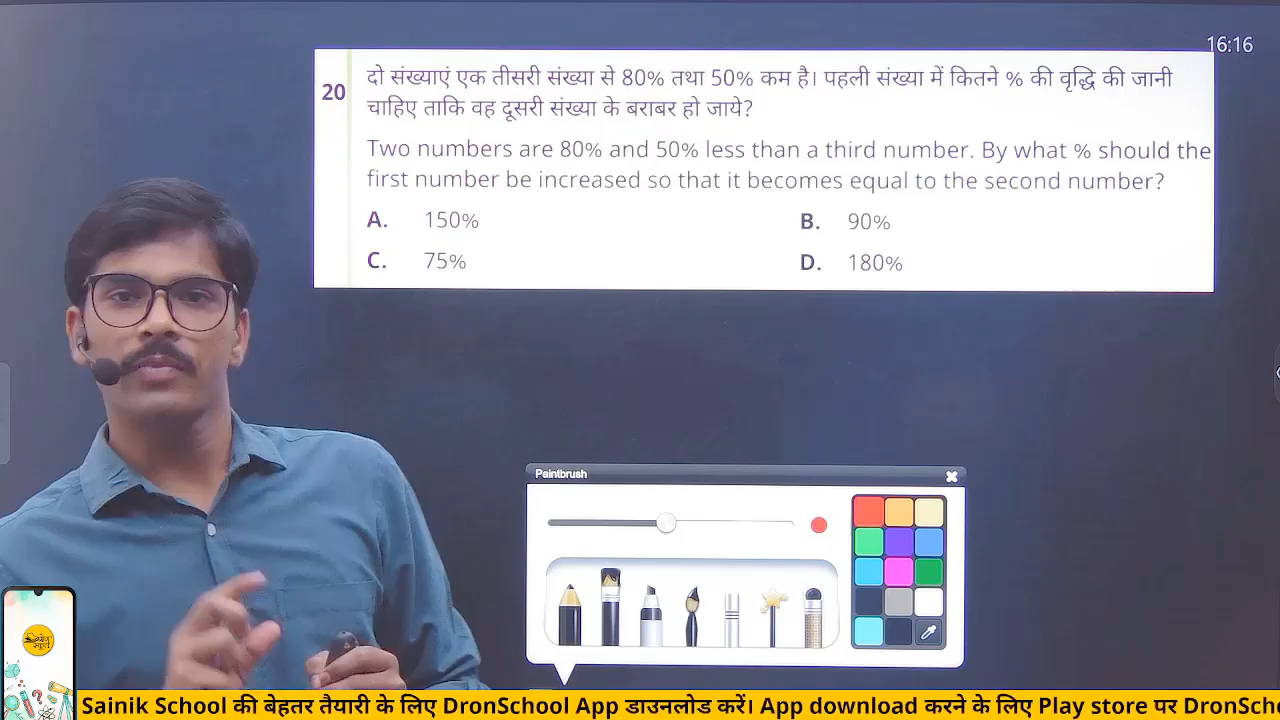 16:16
20
दो संख्याएं एक तीसरी संख्या से 80% तथा 50% कम है। पहली संख्या में कितने % की वृद्धि की जानी
चाहिए ताकि वह दूसरी संख्या के बराबर हो जाये?
Two numbers are 80% and 50% less than a third number. By what % should the
first number be increased so that it becomes equal to the second number?
A. 150% B. 90%
C. 75% D. 180%
Paintbrush
Sainik School की बेहतर तैयारी के लिए DronSchool App डाउनलोड करें। App download करने के लिए Play store पर DronSch